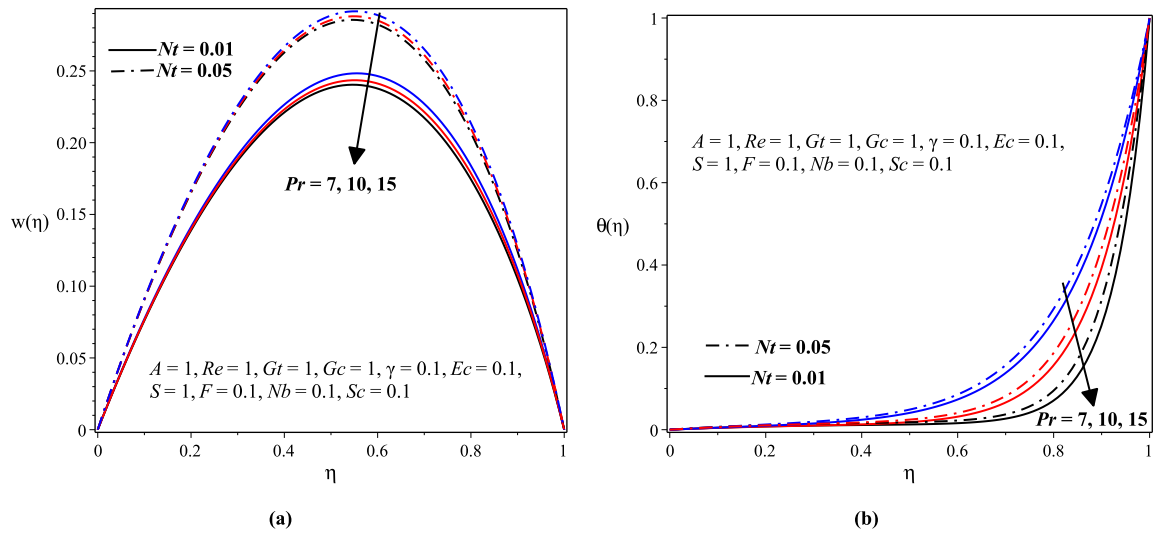 Nt = 0.01
Nt = 0.05
0.25
0.20
0.15
0.10
0.05
0
w(η)
Pr = 7, 10, 15
A = 1, Re = 1, Gt = 1, Gc = 1, γ = 0.1, Ec = 0.1,
S = 1, F = 0.1, Nb = 0.1, Sc = 0.1
0 0.2 0.4 0.6 0.8 1
η
(a)
1
0.8
0.6
0.4
0.2
0
θ(η)
A = 1, Re = 1, Gt = 1, Gc = 1, γ = 0.1, Ec = 0.1,
S = 1, F = 0.1, Nb = 0.1, Sc = 0.1
Nt = 0.05
Nt = 0.01
Pr = 7, 10, 15
0 0.2 0.4 0.6 0.8 1
η
(b)